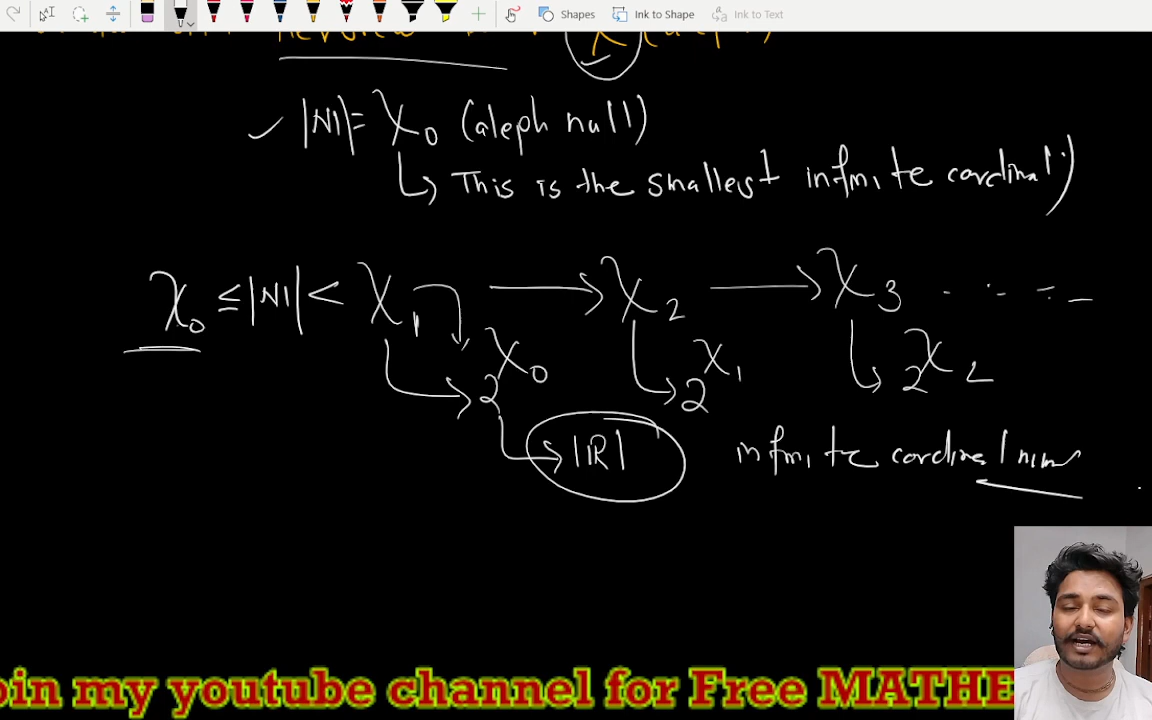 Shapes Ink to Shape Ink to Text
|N| = ℵ0 (aleph null)
↳ This is the smallest infinite cardinal)
ℵ0 ≤ |N| < ℵ1 → ℵ2 → ℵ3 ....
2^ℵ0 2^ℵ1 2^ℵ2
|R| infinite cardinal num
oin my youtube channel for Free MATHE